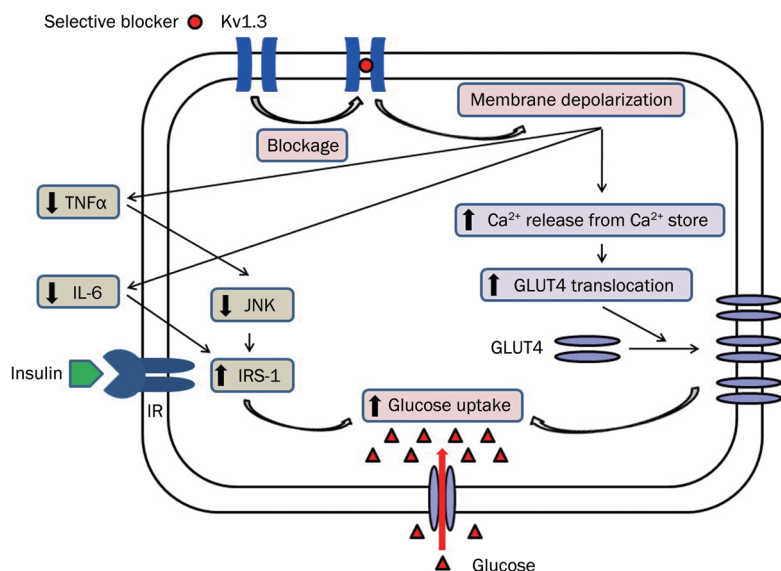 Selective blocker
Kv1.3
Membrane depolarization
Blockage
TNFα
Ca²⁺ release from Ca²⁺ store
IL-6
GLUT4 translocation
JNK
GLUT4
Insulin
IRS-1
IR
Glucose uptake
Glucose